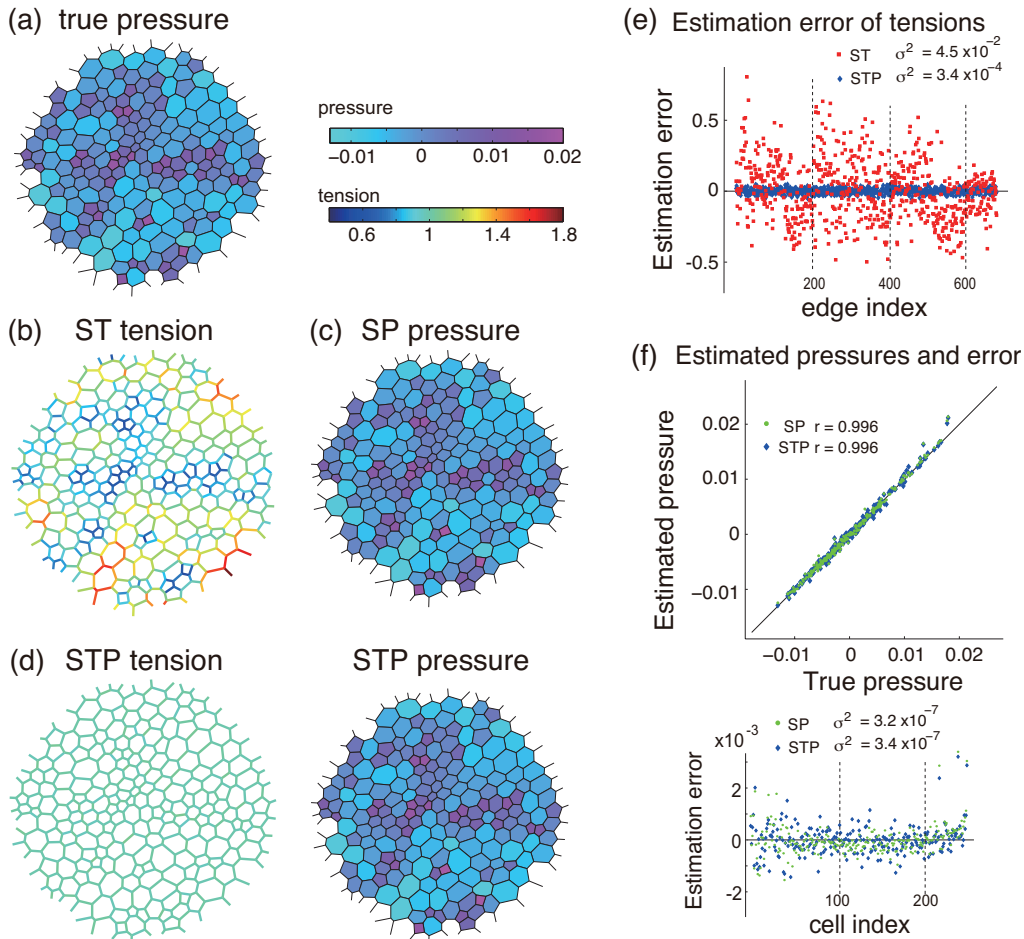 (a) true pressure
pressure
−0.01 0 0.01 0.02
tension
0.6 1 1.4 1.8
(b) ST tension
(c) SP pressure
(d) STP tension
STP pressure
(e) Estimation error of tensions
ST σ² = 4.5 x10⁻²
STP σ² = 3.4 x10⁻⁴
Estimation error
0.5
0
-0.5
200 400 600
edge index
(f) Estimated pressures and error
SP r = 0.996
STP r = 0.996
Estimated pressure
0.02
0.01
0
−0.01
−0.01 0 0.01 0.02
True pressure
SP σ² = 3.2 x10⁻⁷
STP σ² = 3.4 x10⁻⁷
x10⁻³
Estimation error
2
0
-2
100 200
cell index